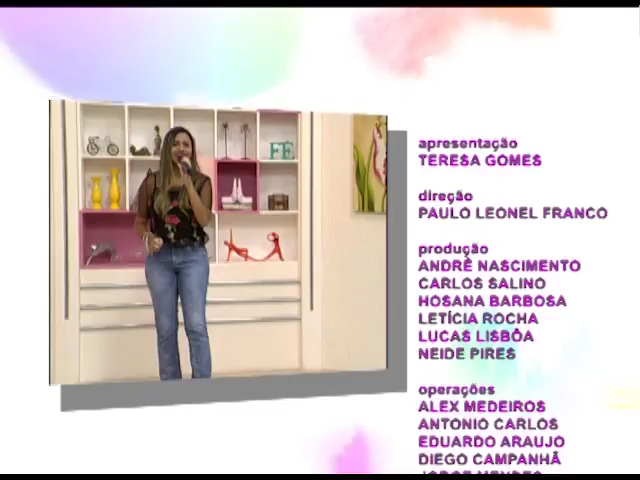 FÉ
apresentação
TERESA GOMES
direção
PAULO LEONEL FRANCO
produção
ANDRÉ NASCIMENTO
CARLOS SALINO
HOSANA BARBOSA
LETÍCIA ROCHA
LUCAS LISBÔA
NEIDE PIRES
operações
ALEX MEDEIROS
ANTONIO CARLOS
EDUARDO ARAUJO
DIEGO CAMPANHÃ